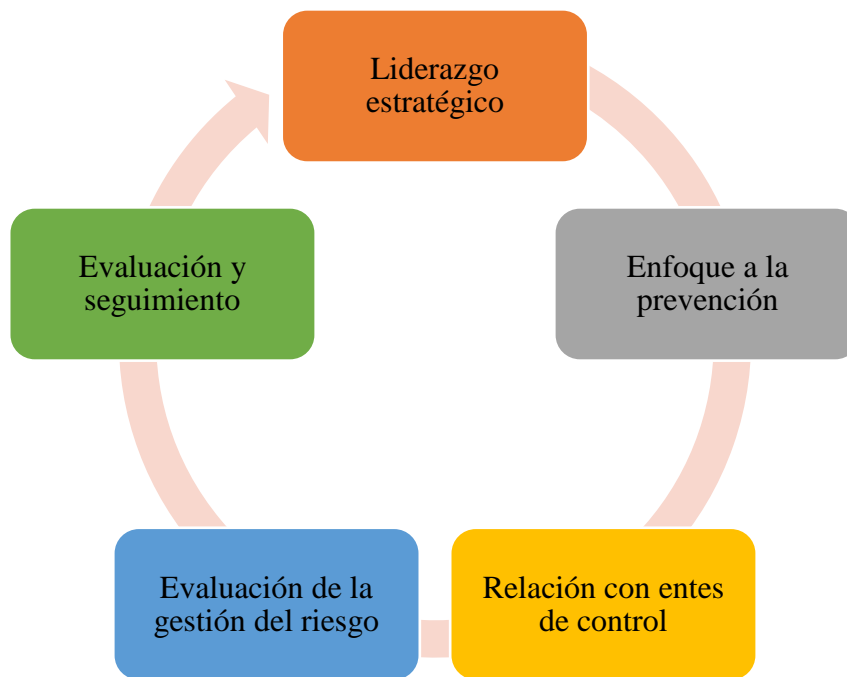 Liderazgo
estratégico
Enfoque a la
prevención
Relación con entes
de control
Evaluación de la
gestión del riesgo
Evaluación y
seguimiento